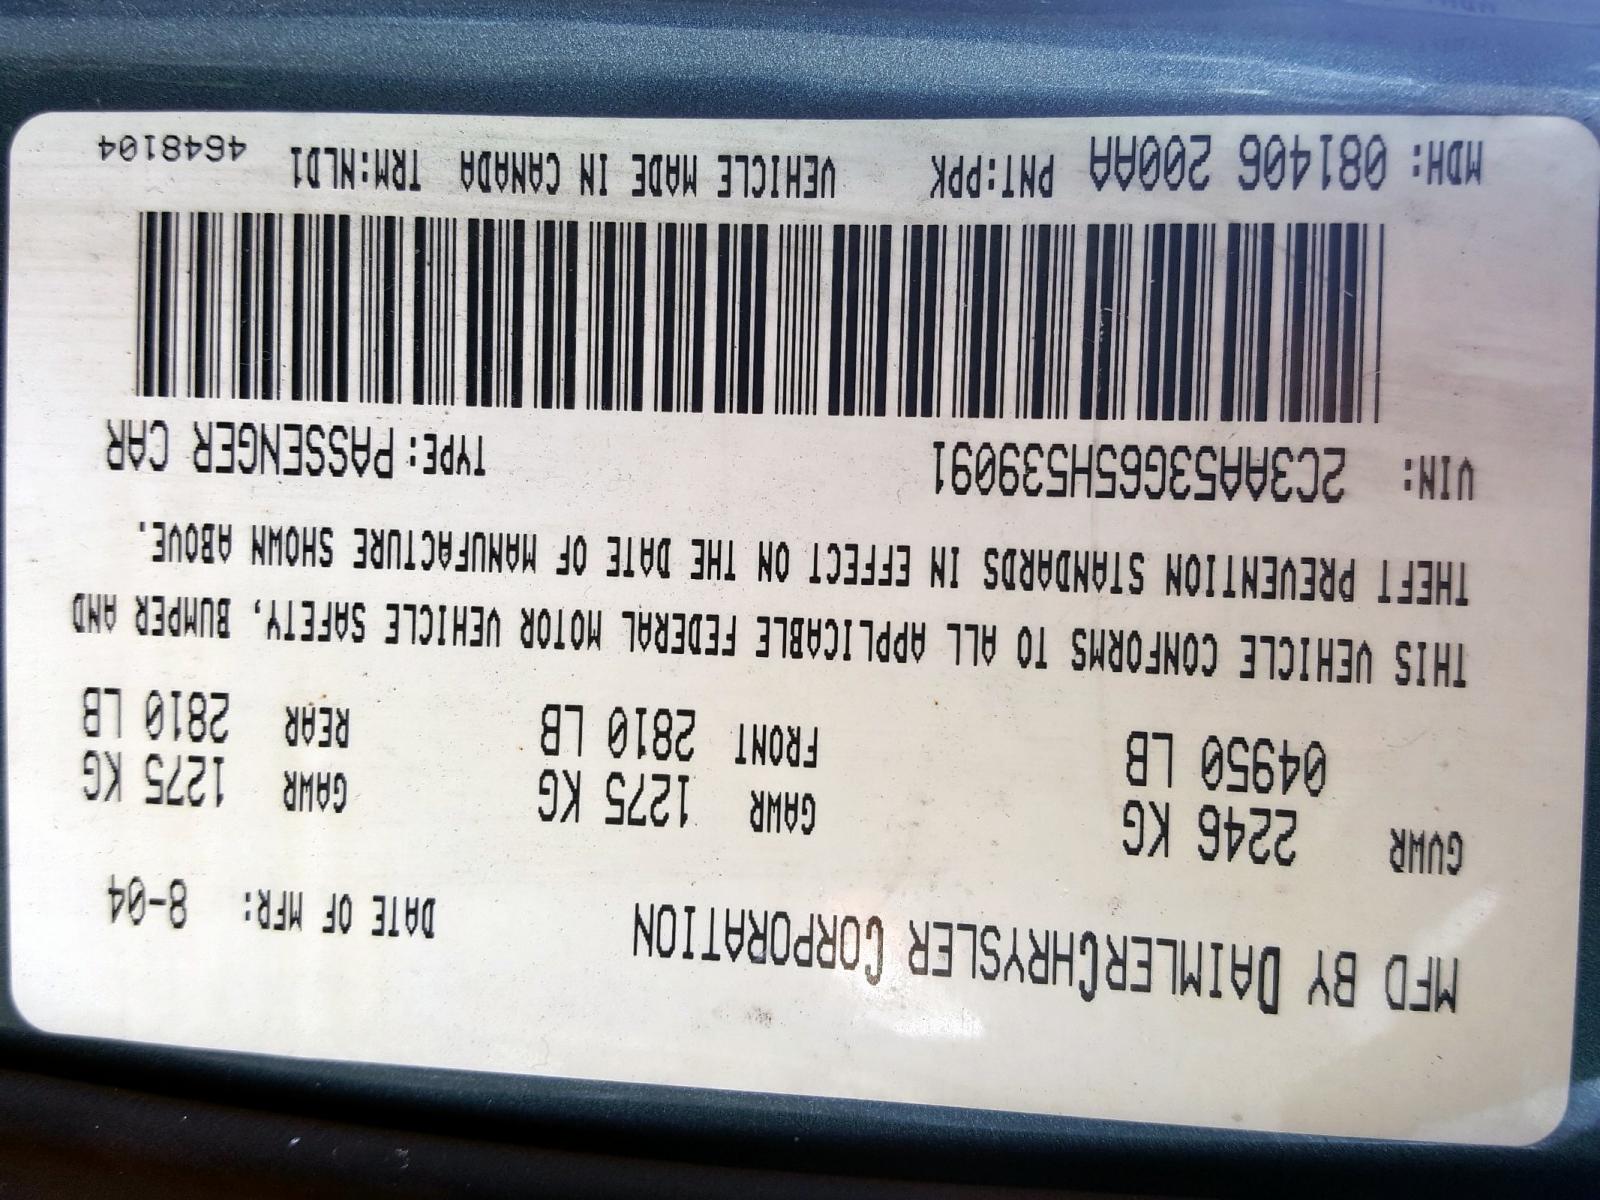 MFD BY DAIMLERCHRYSLER CORPORATION DATE OF MFR: 8-04
GVWR 2246 KG GAWR 1275 KG GAWR 1275 KG
04950 LB FRONT 2810 LB REAR 2810 LB
THIS VEHICLE CONFORMS TO ALL APPLICABLE FEDERAL MOTOR VEHICLE SAFETY, BUMPER AND
THEFT PREVENTION STANDARDS IN EFFECT ON THE DATE OF MANUFACTURE SHOWN ABOVE.
VIN: 2C3AA53G65H539091 TYPE: PASSENGER CAR
MDH: 081406 200AA PNT:PPK VEHICLE MADE IN CANADA TRM:NLD1 4648104